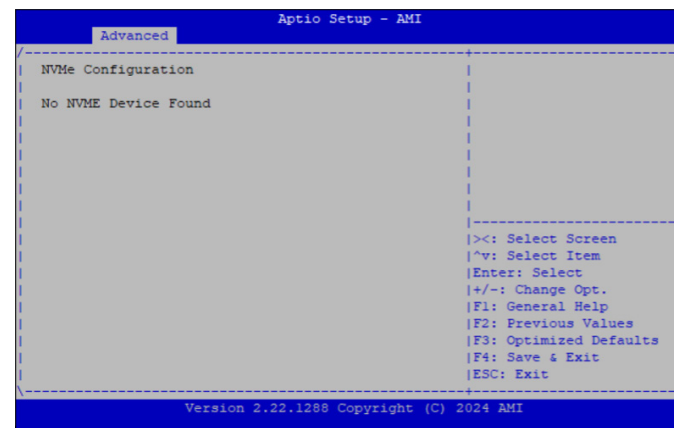 Aptio Setup - AMI
Advanced
NVMe Configuration
No NVME Device Found
><: Select Screen
^v: Select Item
Enter: Select
+/-: Change Opt.
F1: General Help
F2: Previous Values
F3: Optimized Defaults
F4: Save & Exit
ESC: Exit
Version 2.22.1288 Copyright (C) 2024 AMI